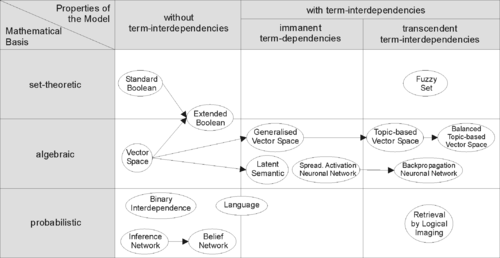 Properties of
the Model
Mathematical
Basis
without
term-interdependencies
with term-interdependencies
immanent
term-dependencies
transcendent
term-interdependencies
set-theoretic
Standard
Boolean
Extended
Boolean
Fuzzy
Set
algebraic
Vector
Space
Generalised
Vector Space
Topic-based
Vector Space
Balanced
Topic-based
Vector Space
Latent
Semantic
Spread. Activation
Neuronal Network
Backpropagation
Neuronal Network
probabilistic
Binary
Interdependence
Language
Inference
Network
Belief
Network
Retrieval
by Logical
Imaging